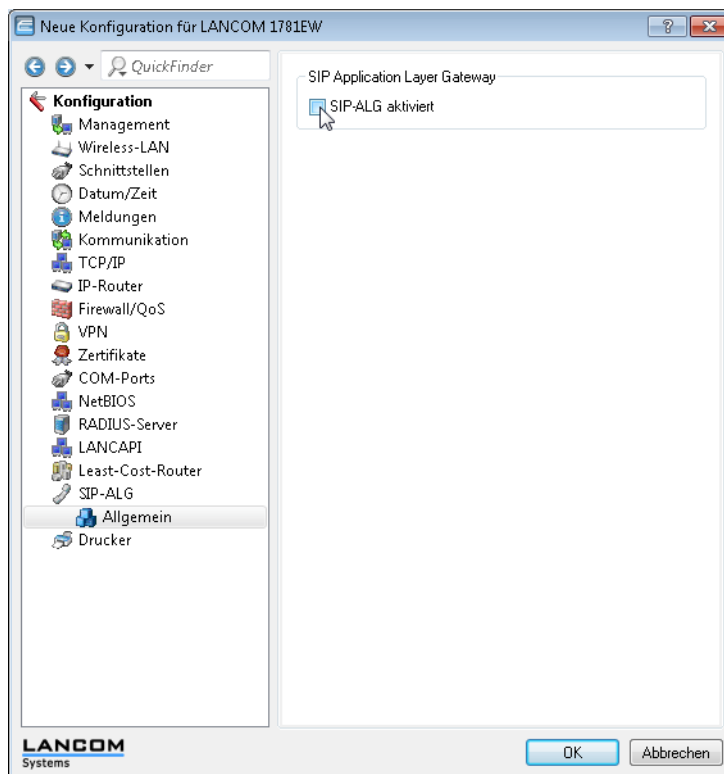 Neue Konfiguration für LANCOM 1781EW
QuickFinder
Konfiguration
Management
Wireless-LAN
Schnittstellen
Datum/Zeit
Meldungen
Kommunikation
TCP/IP
IP-Router
Firewall/QoS
VPN
Zertifikate
COM-Ports
NetBIOS
RADIUS-Server
LANCAPI
Least-Cost-Router
SIP-ALG
Allgemein
Drucker
SIP Application Layer Gateway
SIP-ALG aktiviert
LANCOM
Systems
OK
Abbrechen